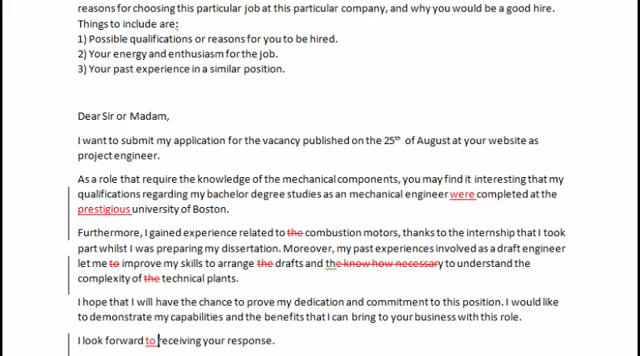 reasons for choosing this particular job at this particular company, and why you would be a good hire.
Things to include are:
1) Possible qualifications or reasons for you to be hired.
2) Your energy and enthusiasm for the job.
3) Your past experience in a similar position.
Dear Sir or Madam,
I want to submit my application for the vacancy published on the 25th of August at your website as
project engineer.
As a role that require the knowledge of the mechanical components, you may find it interesting that my
qualifications regarding my bachelor degree studies as an mechanical engineer were completed at the
prestigious university of Boston.
Furthermore, I gained experience related to the combustion motors, thanks to the internship that I took
part whilst I was preparing my dissertation. Moreover, my past experiences involved as a draft engineer
let me to improve my skills to arrange the drafts and the know how necessary to understand the
complexity of the technical plants.
I hope that I will have the chance to prove my dedication and commitment to this position. I would like
to demonstrate my capabilities and the benefits that I can bring to your business with this role.
I look forward to receiving your response.